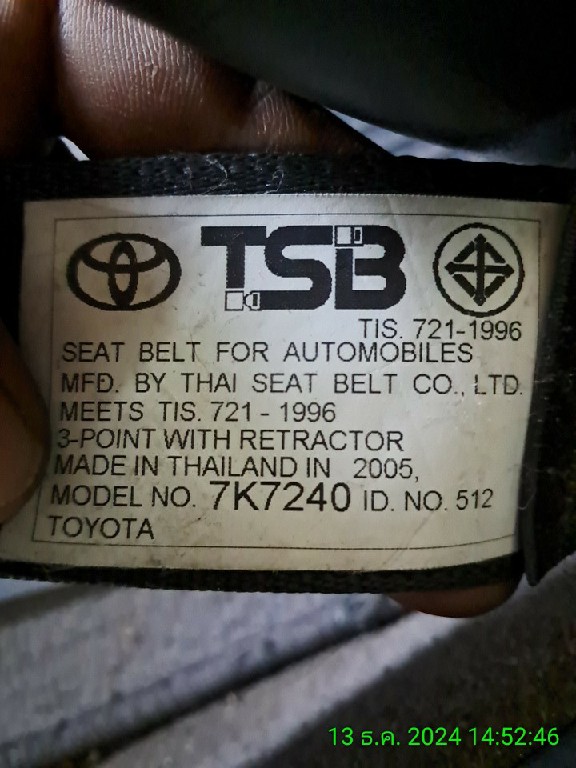 TSB
TIS. 721-1996
SEAT BELT FOR AUTOMOBILES
MFD. BY THAI SEAT BELT CO., LTD.
MEETS TIS. 721 - 1996
3-POINT WITH RETRACTOR
MADE IN THAILAND IN 2005,
MODEL NO. 7K7240 ID. NO. 512
TOYOTA
13 ธ.ค. 2024 14:52:46